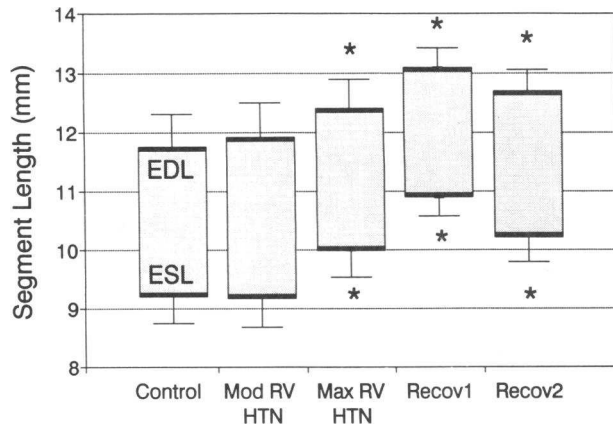 Segment Length (mm)
14
13
12
11
10
9
8
*
*
*
EDL
ESL
*
*
*
Control
Mod RV
HTN
Max RV
HTN
Recov1
Recov2